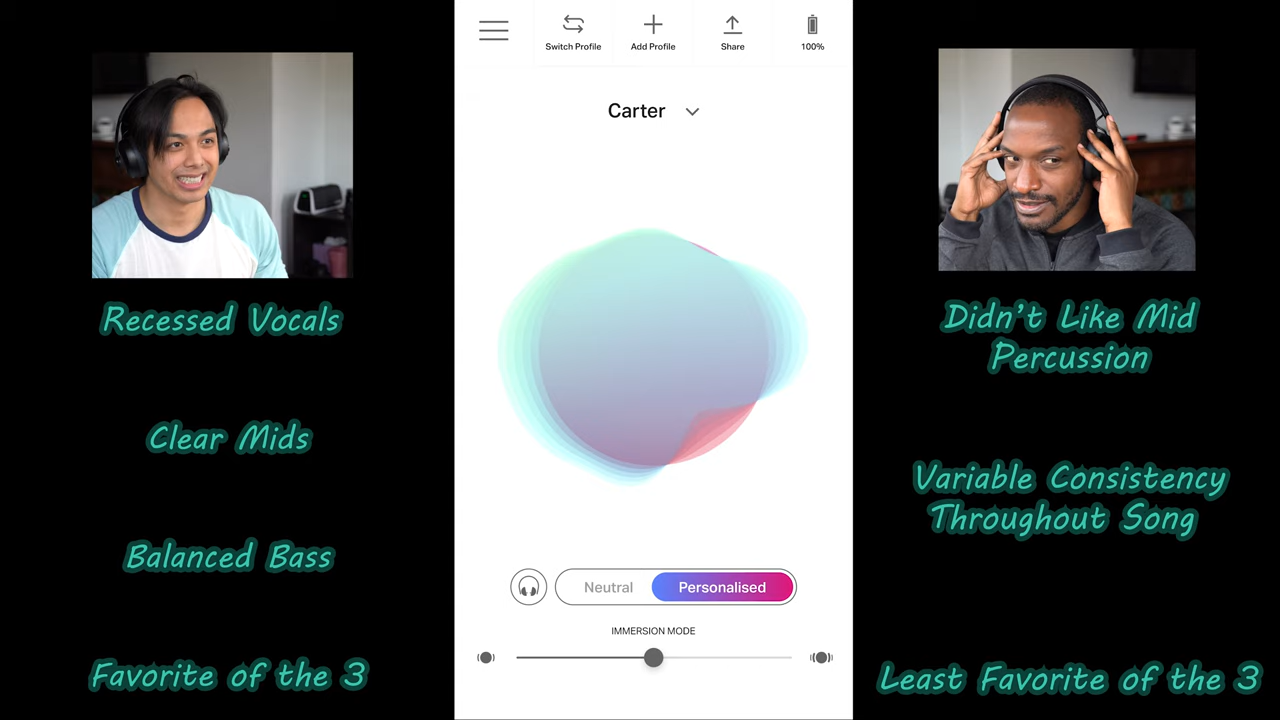 Switch Profile
Add Profile
Share
100%
Carter
Recessed Vocals
Clear Mids
Balanced Bass
Favorite of the 3
Neutral
Personalised
IMMERSION MODE
Didn't Like Mid
Percussion
Variable Consistency
Throughout Song
Least Favorite of the 3